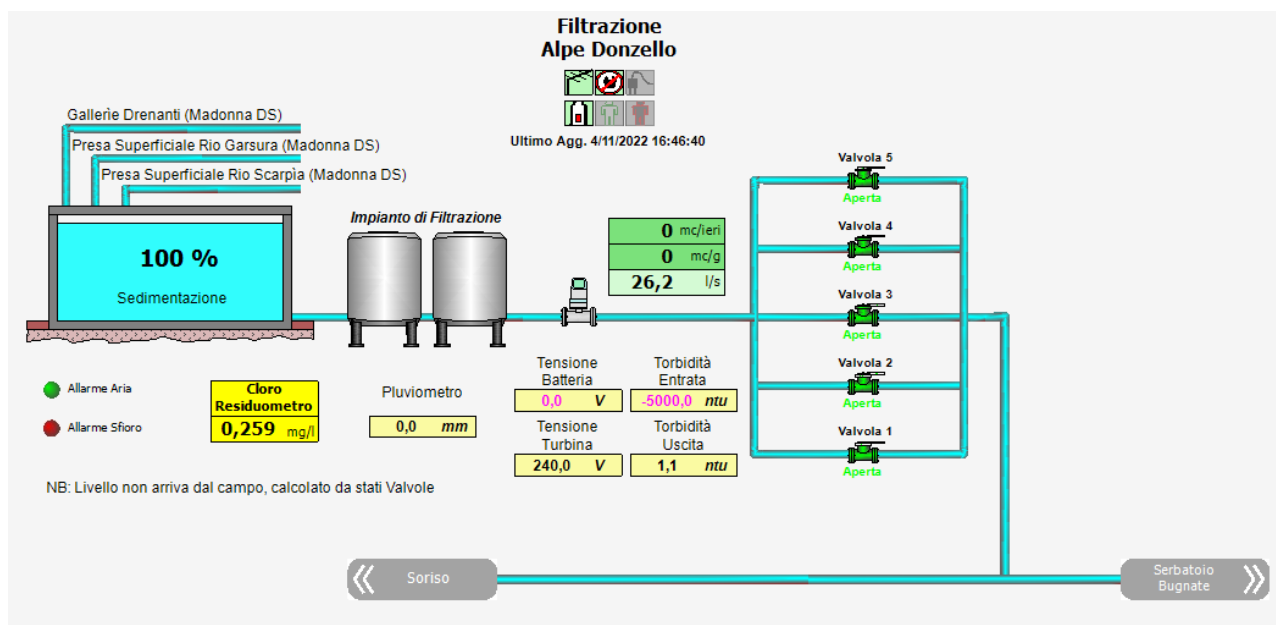 Filtrazione
Alpe Donzello
Ultimo Agg. 4/11/2022 16:46:40
Gallerie Drenanti (Madonna DS)
Presa Superficiale Rio Garsura (Madonna DS)
Presa Superficiale Rio Scarpia (Madonna DS)
100 %
Sedimentazione
Impianto di Filtrazione
0 mc/ieri
0 mc/g
26,2 l/s
Valvola 5
Aperta
Valvola 4
Aperta
Valvola 3
Aperta
Valvola 2
Aperta
Valvola 1
Aperta
Allarme Aria
Allarme Sfioro
Cloro
Residuometro
0,259 mg/l
Pluviometro
0,0 mm
Tensione
Batteria
0,0 V
Torbidità
Entrata
-5000,0 ntu
Tensione
Turbina
240,0 V
Torbidità
Uscita
1,1 ntu
NB: Livello non arriva dal campo, calcolato da stati Valvole
Soriso
Serbatoio
Bugnate